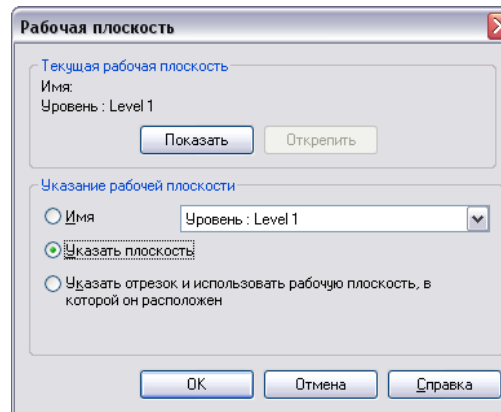 Рабочая плоскость
Текущая рабочая плоскость
Имя:
Уровень : Level 1
Показать
Открепить
Указание рабочей плоскости
Имя
Уровень : Level 1
Указать плоскость
Указать отрезок и использовать рабочую плоскость, в
которой он расположен
OK
Отмена
Справка